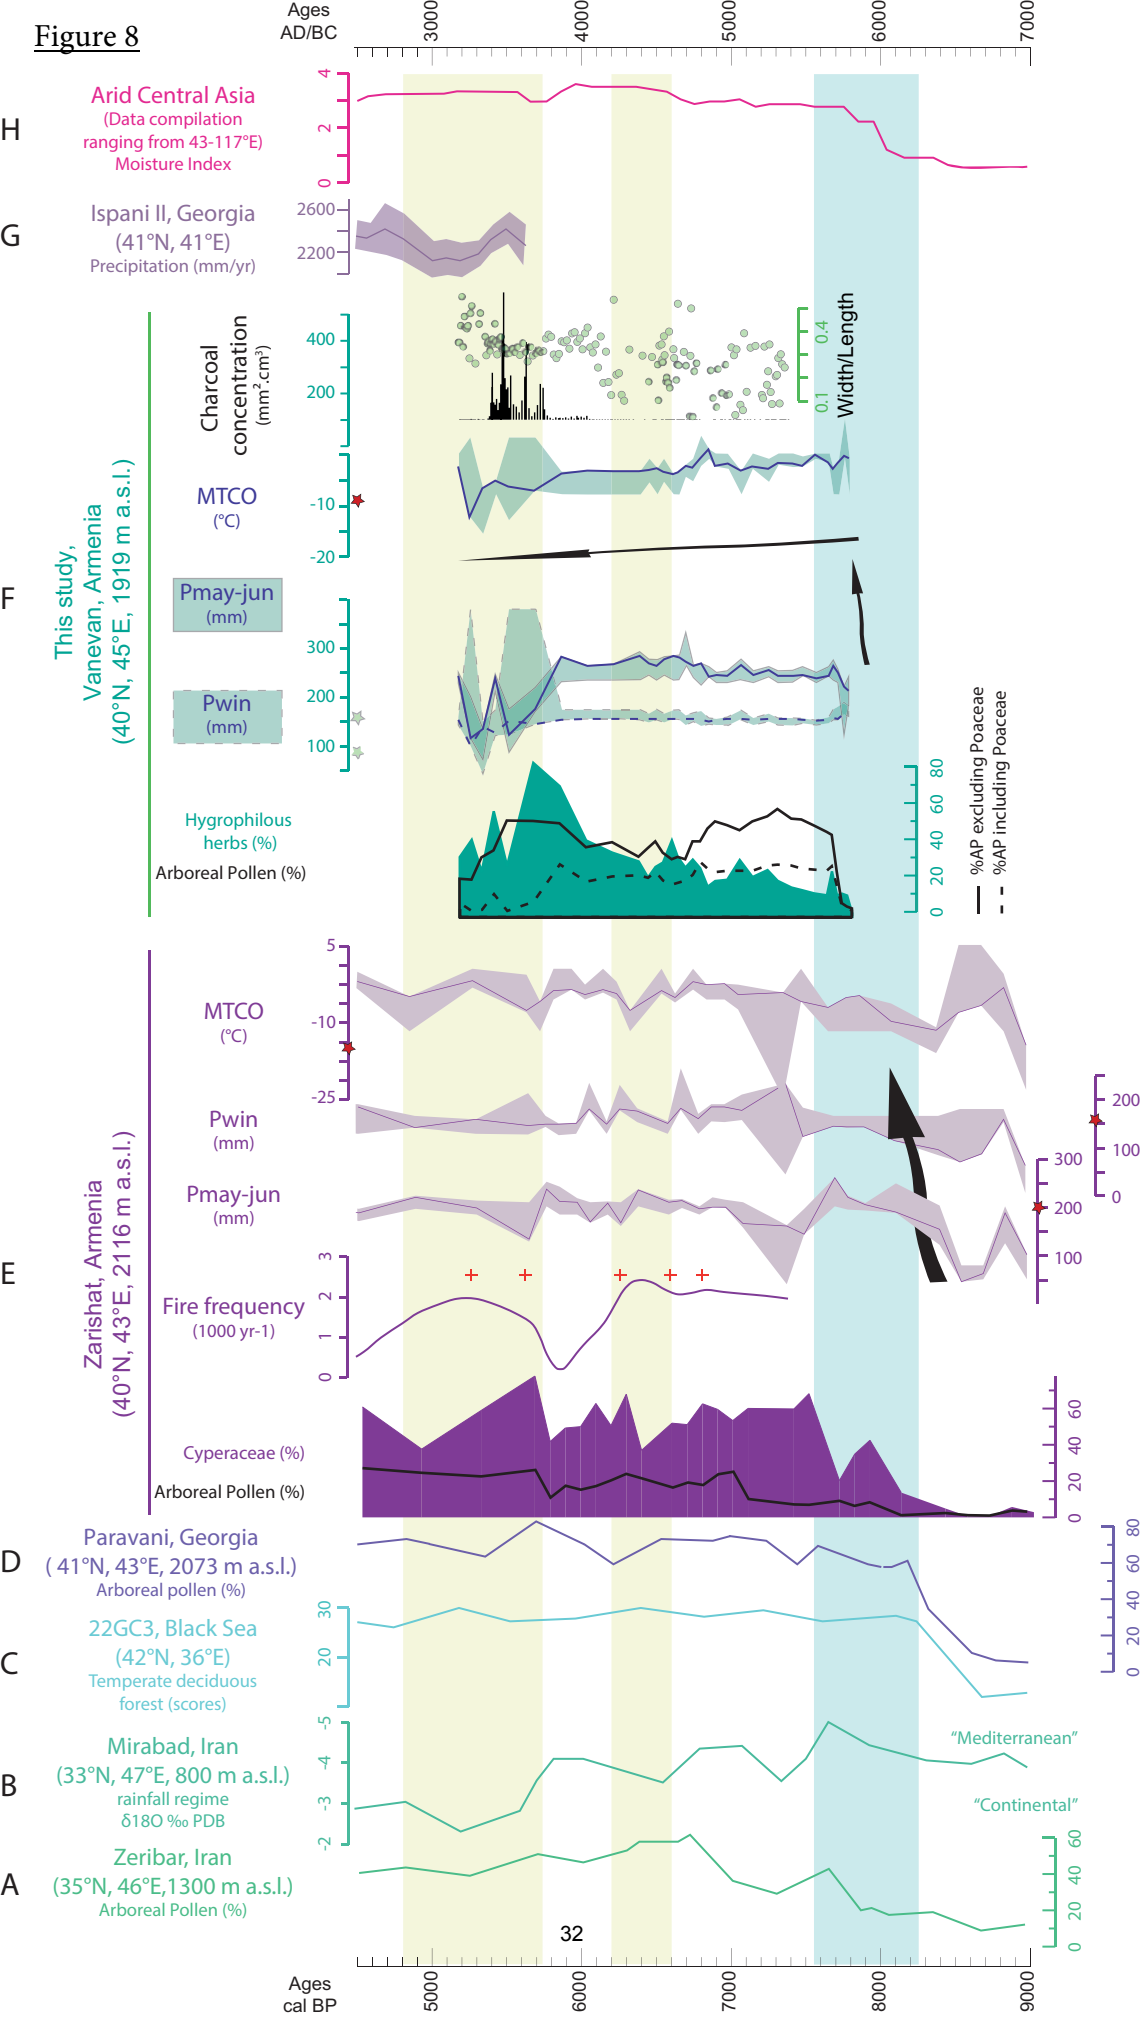 Figure 8
Ages
AD/BC
3000
4000
5000
6000
7000
H
Arid Central Asia
(Data compilation
ranging from 43-117°E)
Moisture Index
4
2
0
G
Ispani II, Georgia
(41°N, 41°E)
Precipitation (mm/yr)
2600
2200
F
This study,
Vanevan, Armenia
(40°N, 45°E, 1919 m a.s.l.)
Charcoal
concentration
(mm².cm³)
400
200
0.4
0.1
Width/Length
MTCO
(°C)
-10
-20
Pmay-jun
(mm)
Pwin
(mm)
300
200
100
Hygrophilous
herbs (%)
Arboreal Pollen (%)
80
60
40
20
0
%AP excluding Poaceae
%AP including Poaceae
E
Zarishat, Armenia
(40°N, 43°E, 2116 m a.s.l.)
MTCO
(°C)
5
-10
-25
Pwin
(mm)
200
100
0
Pmay-jun
(mm)
300
200
100
Fire frequency
(1000 yr-1)
3
2
1
0
Cyperaceae (%)
Arboreal Pollen (%)
60
40
20
0
D
Paravani, Georgia
( 41°N, 43°E, 2073 m a.s.l.)
Arboreal pollen (%)
80
60
40
20
0
C
22GC3, Black Sea
(42°N, 36°E)
Temperate deciduous
forest (scores)
30
20
B
Mirabad, Iran
(33°N, 47°E, 800 m a.s.l.)
rainfall regime
δ18O ‰ PDB
-5
-4
-3
-2
"Mediterranean"
"Continental"
A
Zeribar, Iran
(35°N, 46°E,1300 m a.s.l.)
Arboreal Pollen (%)
60
40
20
0
32
Ages
cal BP
5000
6000
7000
8000
9000